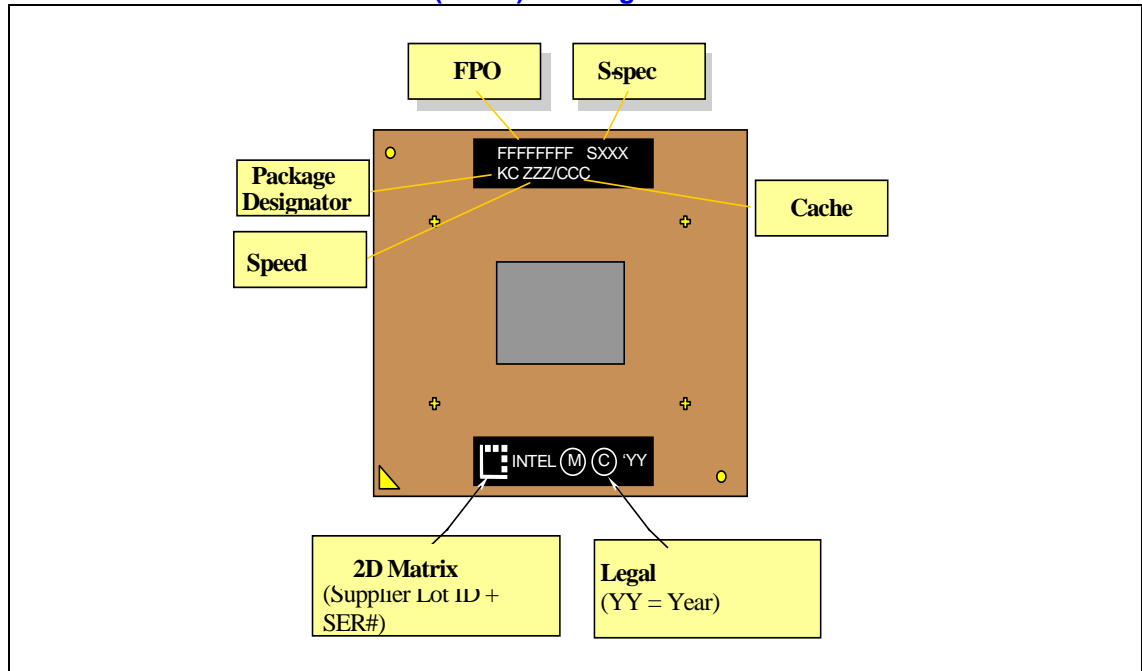 FPO
S-spec
FFFFFFFF SXXX
KC ZZZ/CCC
Package
Designator
Cache
Speed
INTEL M C 'YY
2D Matrix
(Supplier Lot ID +
SER#)
Legal
(YY = Year)